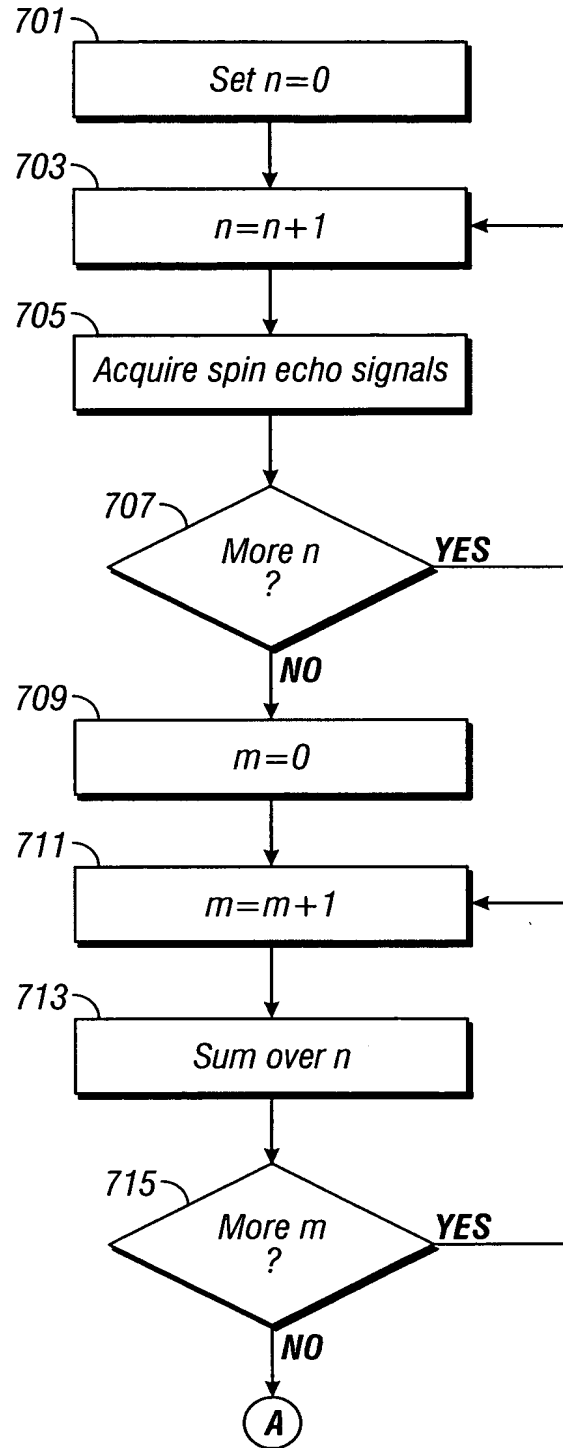 701
Set n=0
703
n=n+1
705
Acquire spin echo signals
707
More n
?
YES
NO
709
m=0
711
m=m+1
713
Sum over n
715
More m
?
YES
NO
A